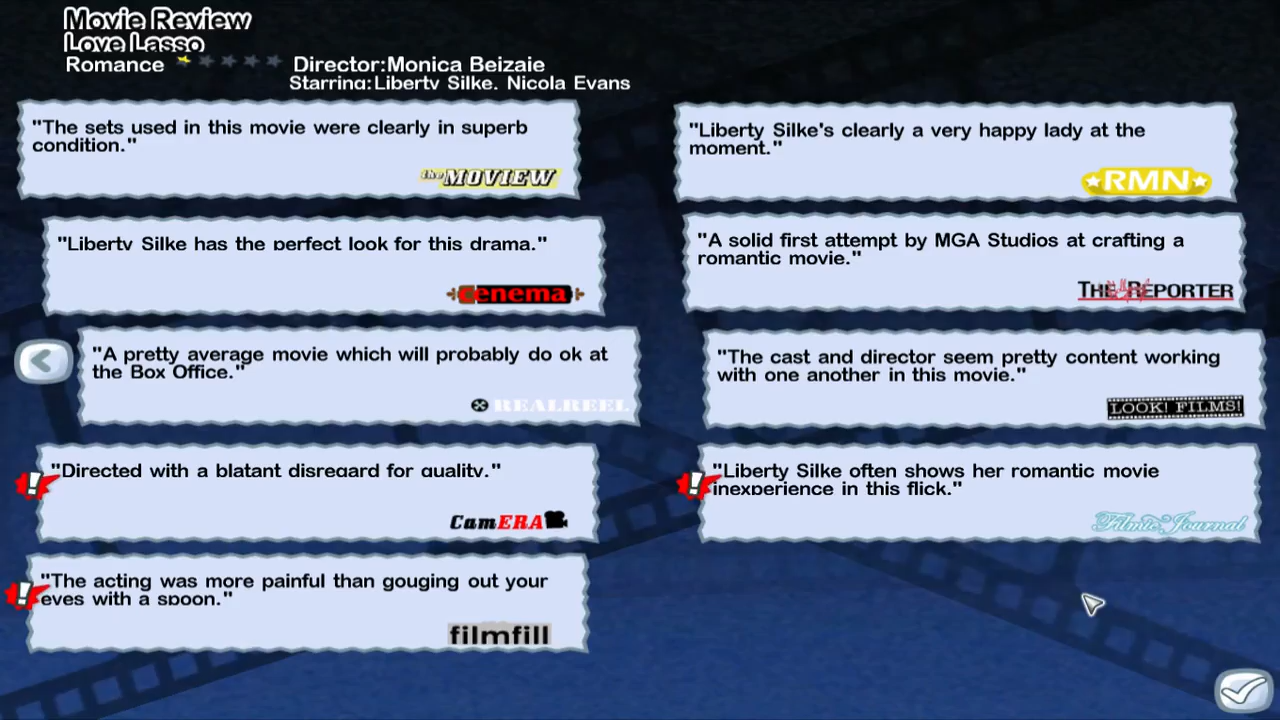 Movie Review
Love Lasso
Romance
Director:Monica Beizaie
Starring:Liberty Silke, Nicola Evans
"The sets used in this movie were clearly in superb
condition."
the MOVIEW
"Liberty Silke has the perfect look for this drama."
cenema
"A pretty average movie which will probably do ok at
the Box Office."
REALREEL
"Directed with a blatant disregard for quality."
CamERA
"The acting was more painful than gouging out your
eyes with a spoon."
filmfill
"Liberty Silke's clearly a very happy lady at the
moment."
RMN
"A solid first attempt by MGA Studios at crafting a
romantic movie."
THE REPORTER
"The cast and director seem pretty content working
with one another in this movie."
LOOK! FILMS!
"Liberty Silke often shows her romantic movie
inexperience in this flick."
Filmic Journal